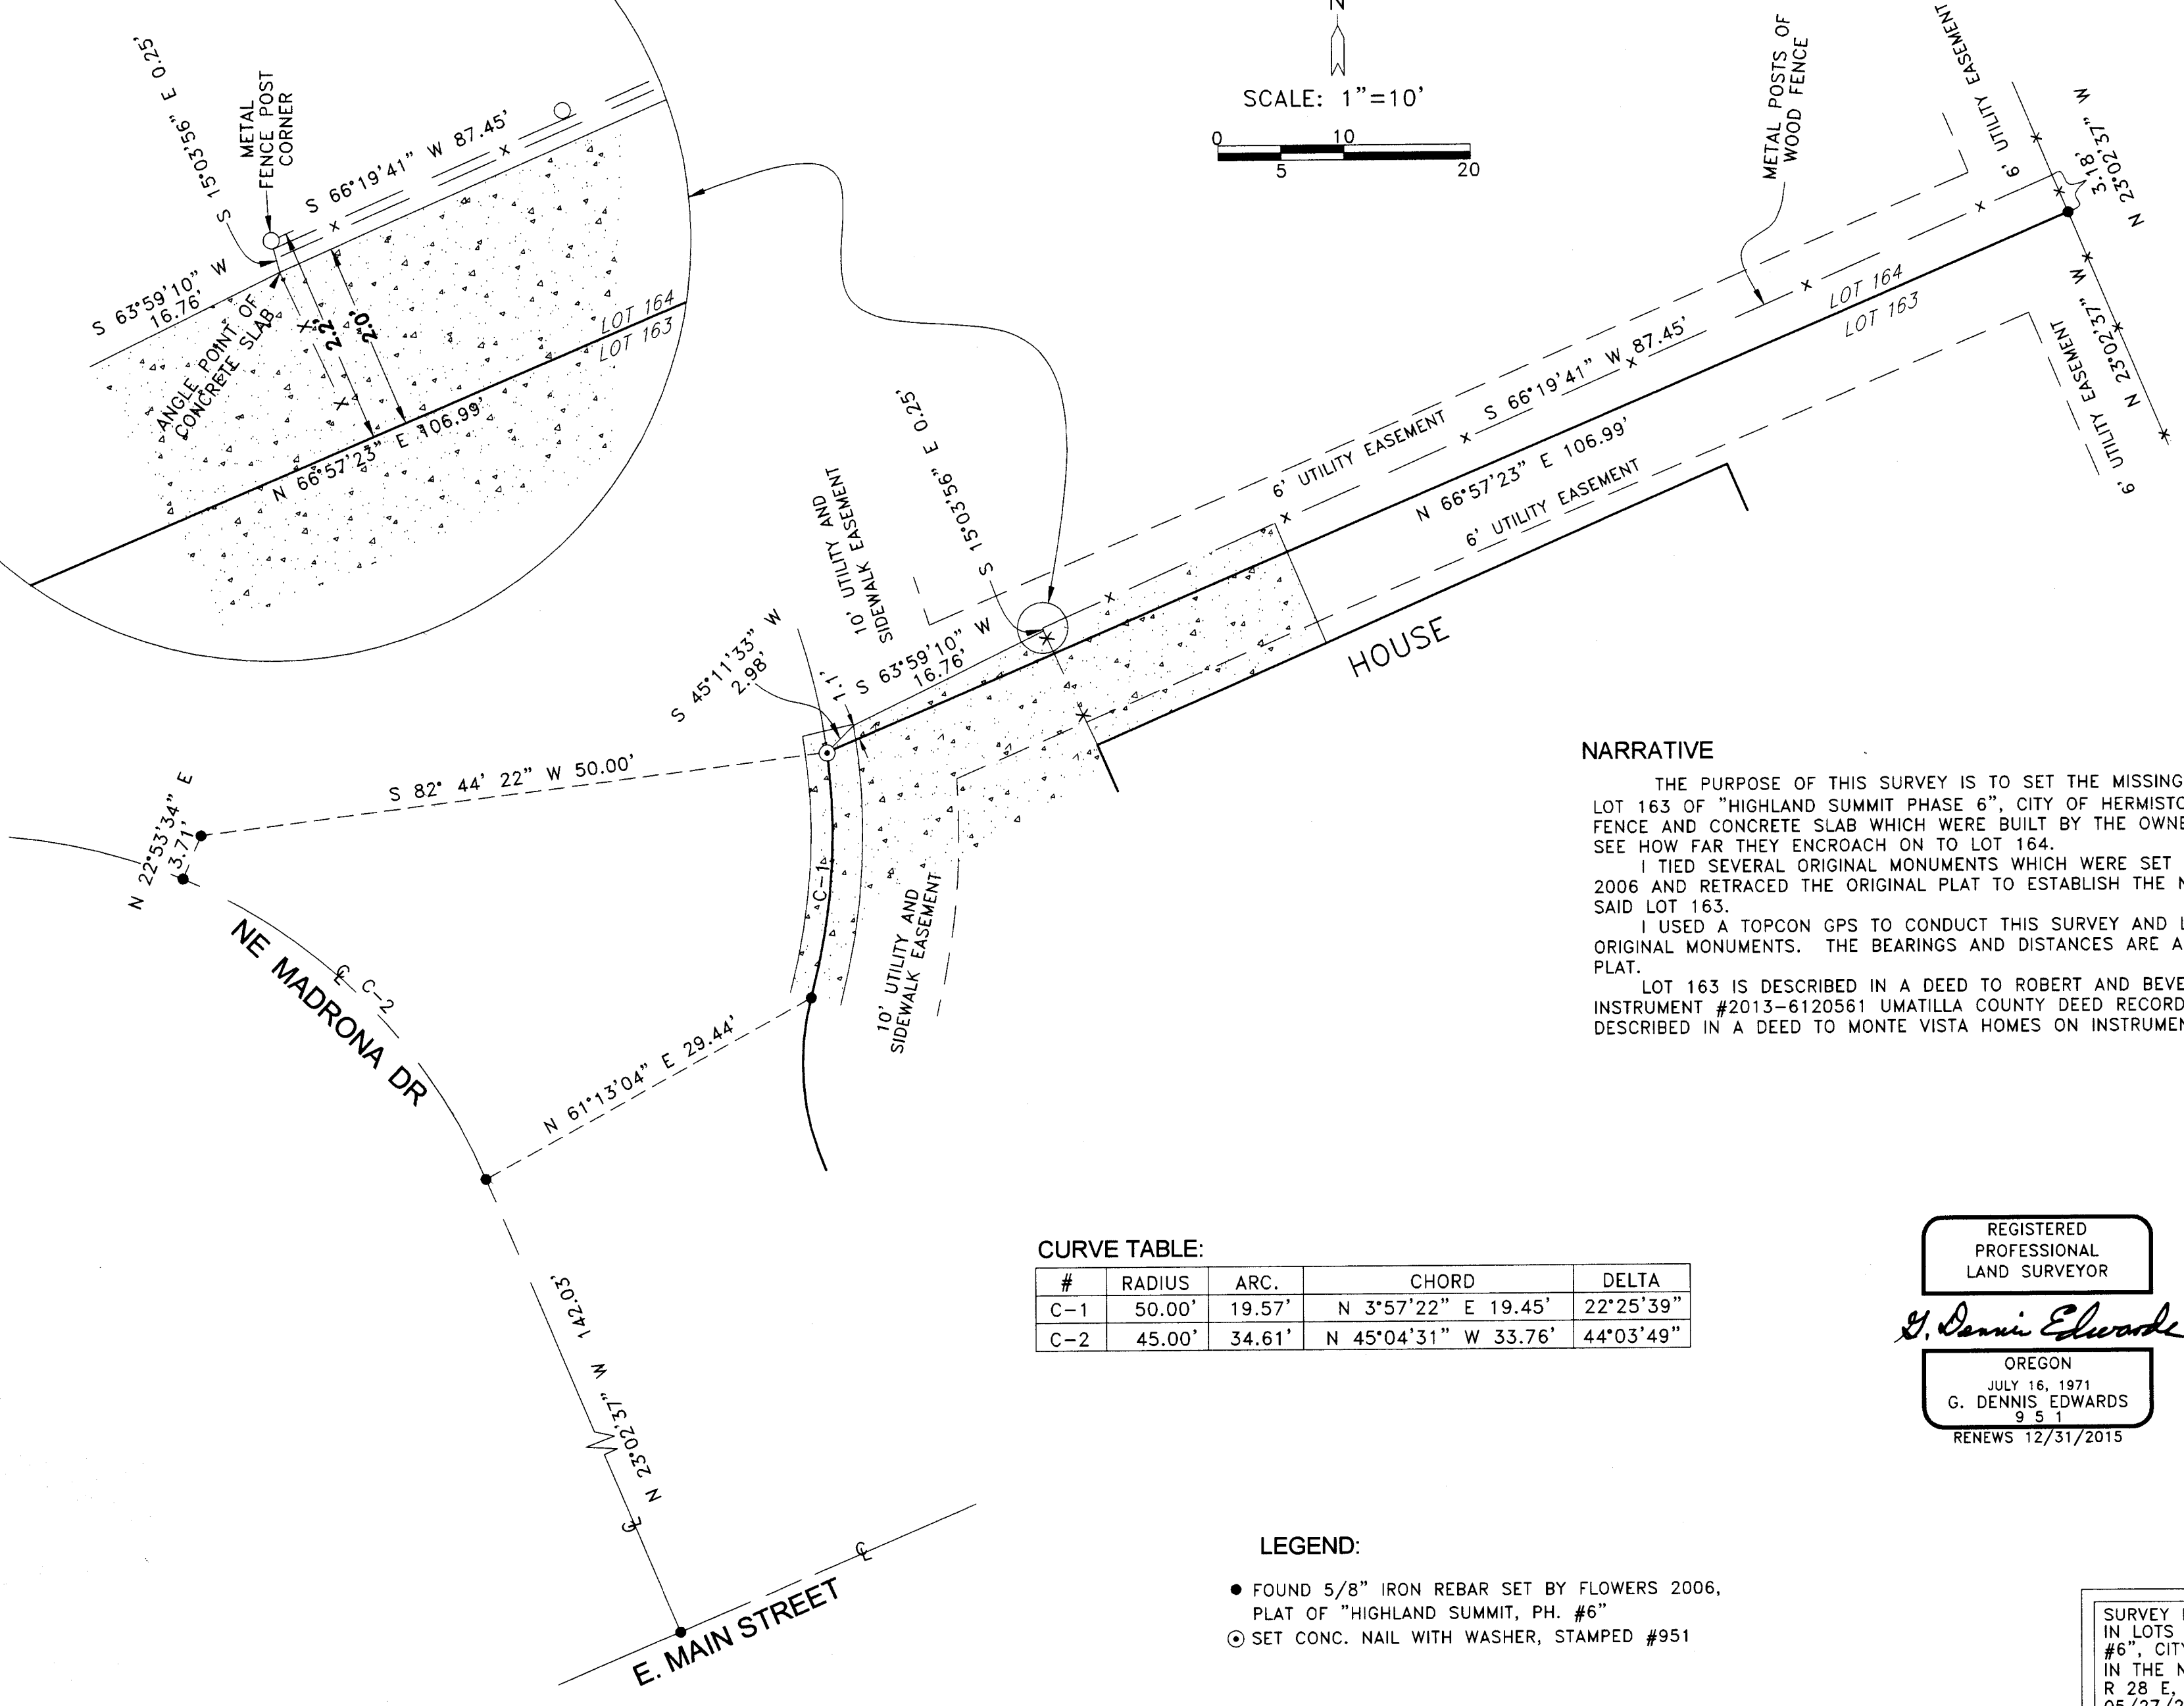 S 15°03'56" E 0.25'
METAL
FENCE POST
CORNER
S 66°19'41" W 87.45'
S 63°59'10" W
16.76'
ANGLE POINT OF
CONCRETE SLAB
2.2'
2.0'
LOT 164
LOT 163
N 66°57'23" E 106.99'
N
SCALE: 1"=10'
0
10
5
20
METAL POSTS OF
WOOD FENCE
6' UTILITY EASEMENT
3.18'
N 23°02'37" W
LOT 164
LOT 163
N 23°02'37" W
6' UTILITY EASEMENT
6' UTILITY EASEMENT
S 66°19'41" W 87.45'
N 66°57'23" E 106.99'
6' UTILITY EASEMENT
HOUSE
S 15°03'56" E 0.25'
10' UTILITY AND
SIDEWALK EASEMENT
S 63°59'10" W
16.76'
1.1'
S 45°11'33" W
2.98'
S 82° 44' 22" W 50.00'
N 22°53'34" E
3.71'
C-1
10' UTILITY AND
SIDEWALK EASEMENT
C-2
NE MADRONA DR
N 61°13'04" E 29.44'
N 23°02'37" W 142.03'
E. MAIN STREET
NARRATIVE
THE PURPOSE OF THIS SURVEY IS TO SET THE MISSING
LOT 163 OF "HIGHLAND SUMMIT PHASE 6", CITY OF
FENCE AND CONCRETE SLAB WHICH WERE BUILT BY THE
SEE HOW FAR THEY ENCROACH ON TO LOT 164.
I TIED SEVERAL ORIGINAL MONUMENTS WHICH WERE SET
2006 AND RETRACED THE ORIGINAL PLAT TO ESTABLISH THE
SAID LOT 163.
I USED A TOPCON GPS TO CONDUCT THIS SURVEY AND
ORIGINAL MONUMENTS. THE BEARINGS AND DISTANCES ARE
PLAT.
LOT 163 IS DESCRIBED IN A DEED TO ROBERT AND
INSTRUMENT #2013-6120561 UMATILLA COUNTY DEED
DESCRIBED IN A DEED TO MONTE VISTA HOMES ON
CURVE TABLE:
# RADIUS ARC. CHORD DELTA
C-1 50.00' 19.57' N 3°57'22" E 19.45' 22°25'39"
C-2 45.00' 34.61' N 45°04'31" W 33.76' 44°03'49"
REGISTERED
PROFESSIONAL
LAND SURVEYOR
G. Dennis Edwards
OREGON
JULY 16, 1971
G. DENNIS EDWARDS
951
RENEWS 12/31/2015
LEGEND:
FOUND 5/8" IRON REBAR SET BY FLOWERS 2006,
PLAT OF "HIGHLAND SUMMIT, PH. #6"
SET CONC. NAIL WITH WASHER, STAMPED #951
SURVEY
IN LOTS
#6",
IN THE
R 28 E,